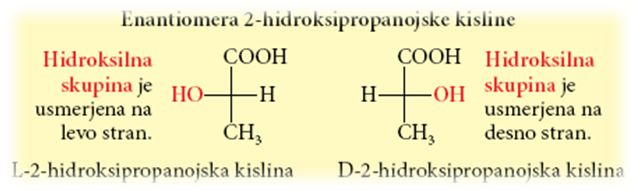 Enantiomera 2-hidroksipropanojske kisline
Hidroksilna
skupina je
usmerjena na
levo stran.
COOH
HO H
CH₃
COOH
H OH
CH₃
Hidroksilna
skupina je
usmerjena na
desno stran.
L-2-hidroksipropanojska kislina
D-2-hidroksipropanojska kislina